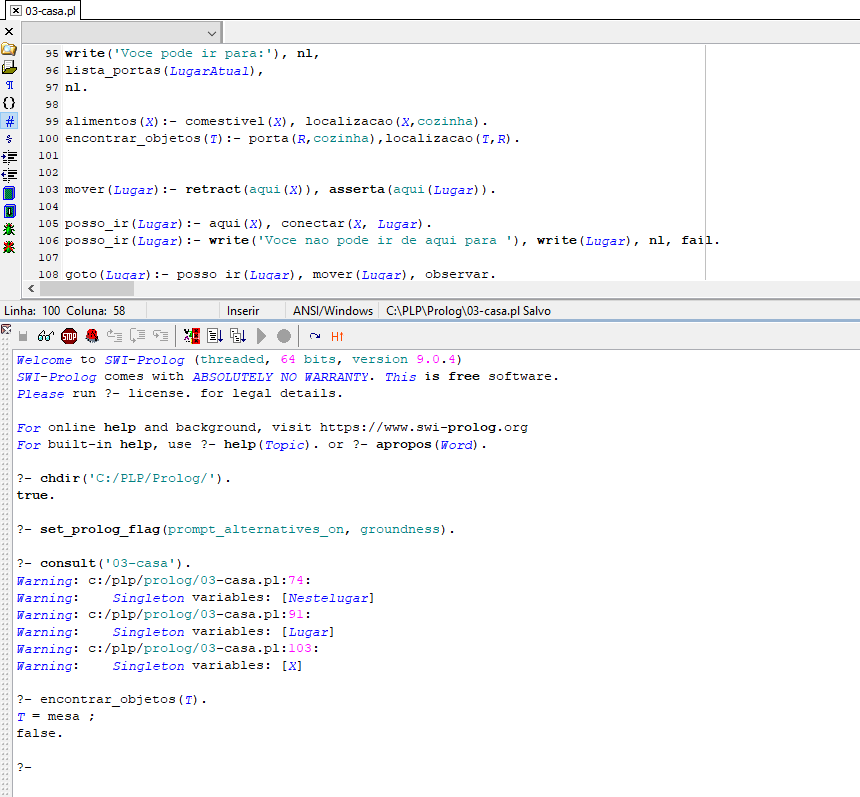 03-casa.pl
95 write('Voce pode ir para:'), nl,
96 lista_portas(LugarAtual),
97 nl.
98
99 alimentos(X):- comestivel(X), localizacao(X,cozinha).
100 encontrar_objetos(T):- porta(R,cozinha),localizacao(T,R).
101
102
103 mover(Lugar):- retract(aqui(X)), asserta(aqui(Lugar)).
104
105 posso_ir(Lugar):- aqui(X), conectar(X, Lugar).
106 posso_ir(Lugar):- write('Voce nao pode ir de aqui para '), write(Lugar), nl, fail.
107
108 goto(Lugar):- posso_ir(Lugar), mover(Lugar), observar.
Linha: 100 Coluna: 58 Inserir ANSI/Windows C:\PLP\Prolog\03-casa.pl Salvo
STOP H↑
Welcome to SWI-Prolog (threaded, 64 bits, version 9.0.4)
SWI-Prolog comes with ABSOLUTELY NO WARRANTY. This is free software.
Please run ?- license. for legal details.
For online help and background, visit https://www.swi-prolog.org
For built-in help, use ?- help(Topic). or ?- apropos(Word).
?- chdir('C:/PLP/Prolog/').
true.
?- set_prolog_flag(prompt_alternatives_on, groundness).
?- consult('03-casa').
Warning: c:/plp/prolog/03-casa.pl:74:
Warning:    Singleton variables: [Nestelugar]
Warning: c:/plp/prolog/03-casa.pl:91:
Warning:    Singleton variables: [Lugar]
Warning: c:/plp/prolog/03-casa.pl:103:
Warning:    Singleton variables: [X]
?- encontrar_objetos(T).
T = mesa ;
false.
?-